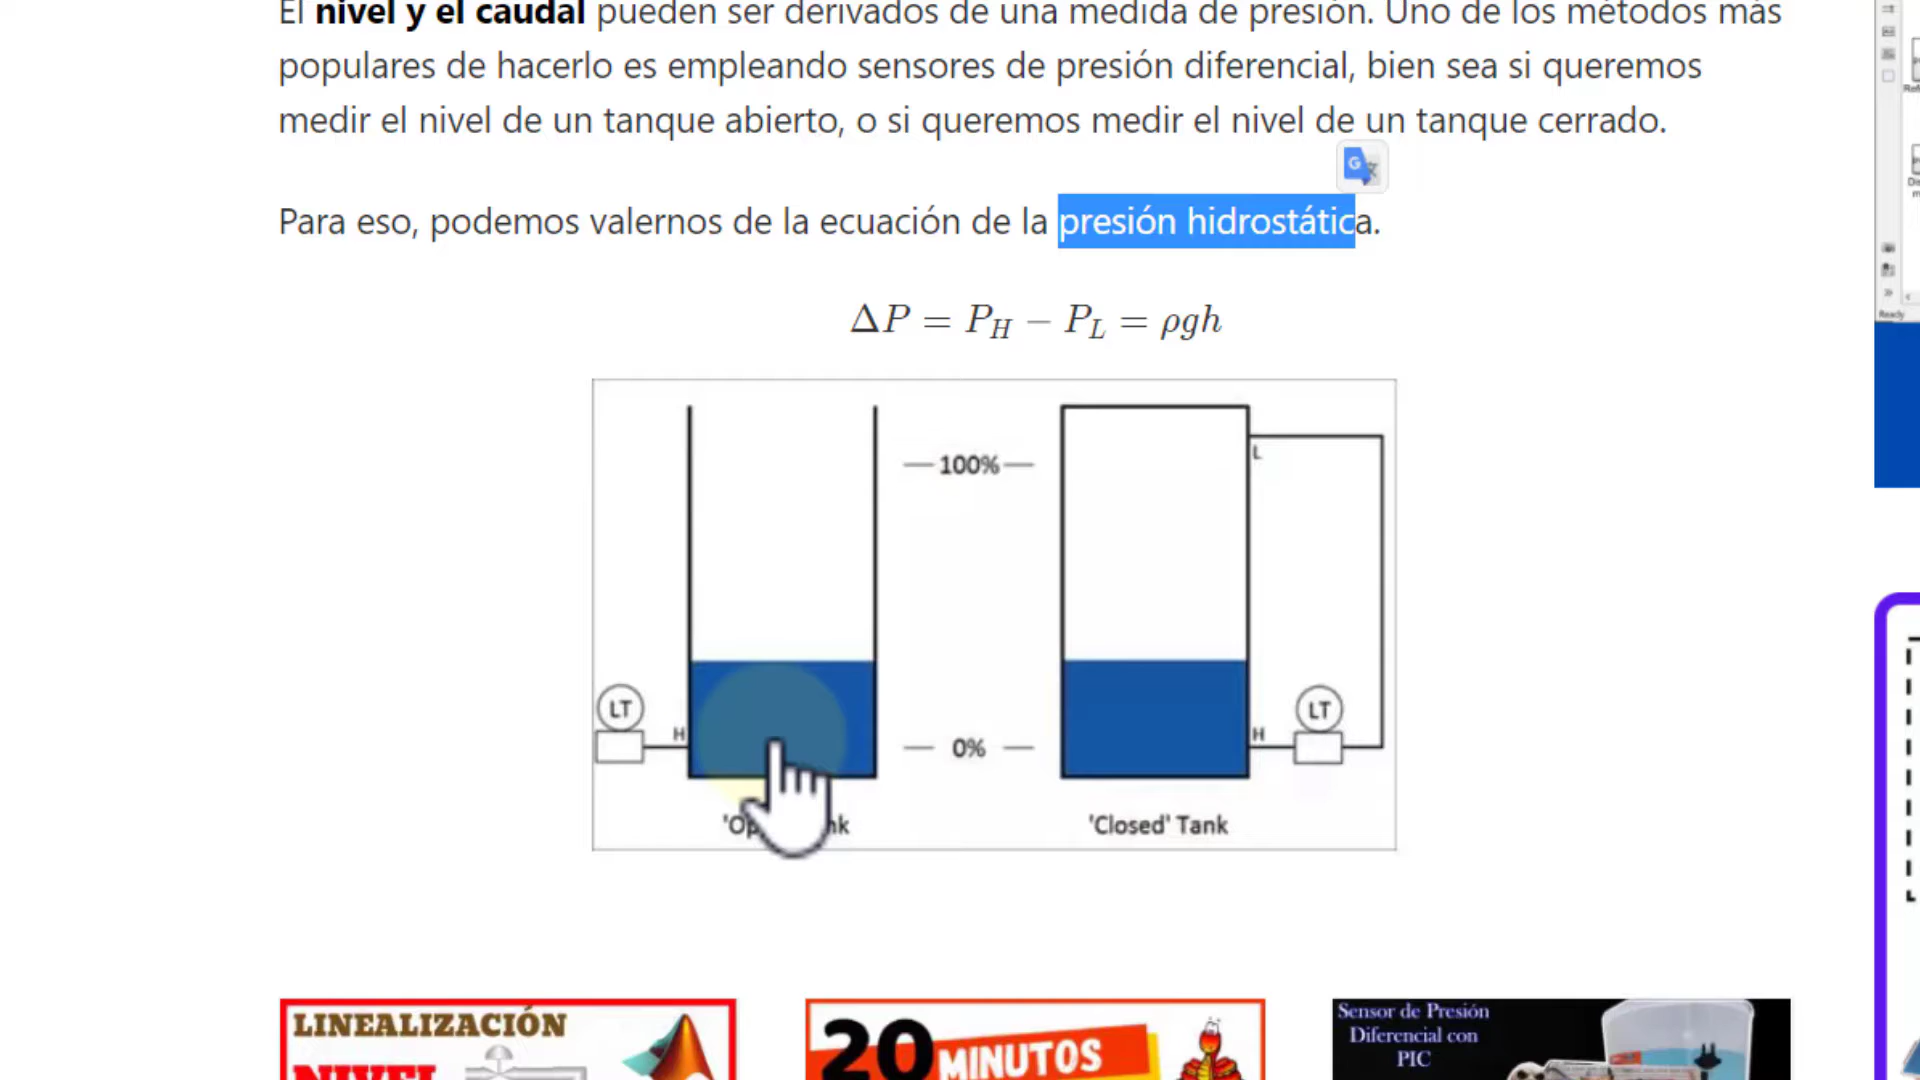 El nivel y el caudal pueden ser derivados de una medida de presión. Uno de los métodos más
populares de hacerlo es empleando sensores de presión diferencial, bien sea si queremos
medir el nivel de un tanque abierto, o si queremos medir el nivel de un tanque cerrado.
Para eso, podemos valernos de la ecuación de la presión hidrostática.
ΔP = P_H − P_L = ρgh
100%
L
LT
H
0%
H
LT
'Closed' Tank
LINEALIZACIÓN
NIVEL
20 MINUTOS
Sensor de Presión
Diferencial con
PIC
Ready